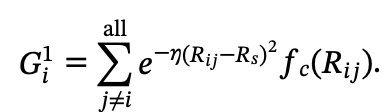 $G_i^1 = \sum_{j \neq i}^{\text{all}} e^{-\eta(R_{ij}-R_s)^2} f_c(R_{ij}).$